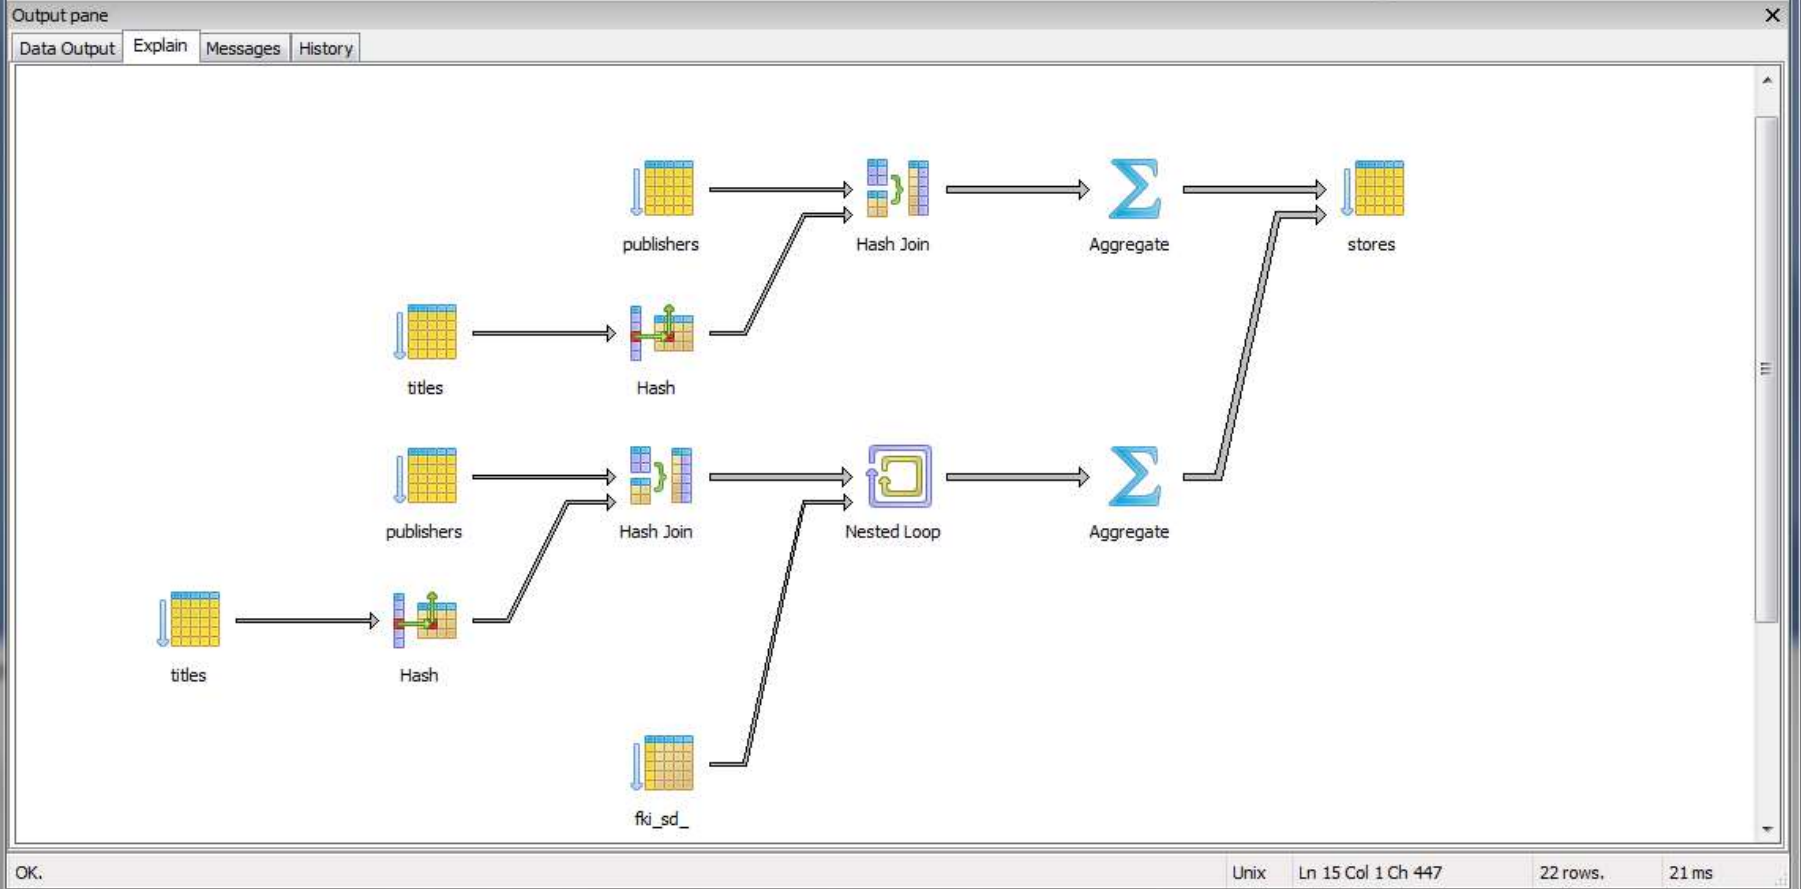 Output pane
Data Output Explain Messages History
publishers Hash Join Aggregate stores
titles Hash
publishers Hash Join Nested Loop Aggregate
titles Hash
fki_sd_
OK. Unix Ln 15 Col 1 Ch 447 22 rows. 21 ms